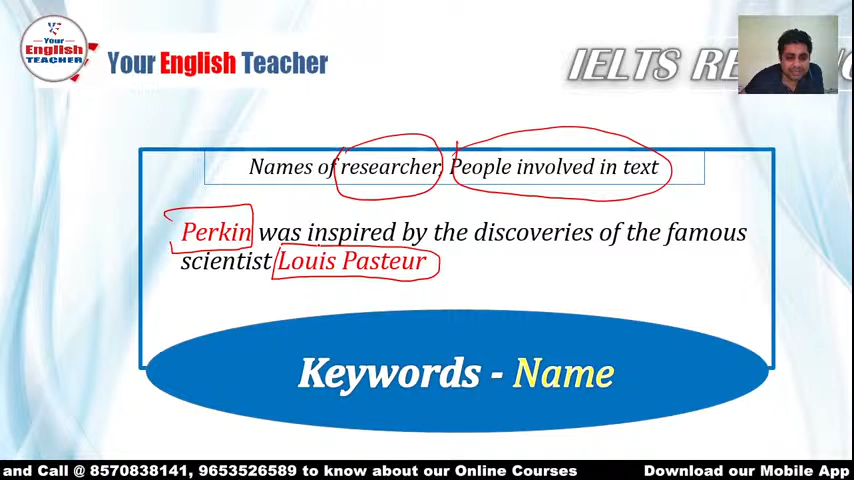 Your
English
TEACHER
Your English Teacher
IELTS
Names of researcher, People involved in text
Perkin was inspired by the discoveries of the famous
scientist Louis Pasteur
Keywords - Name
and Call @ 8570838141, 9653526589 to know about our Online Courses
Download our Mobile App